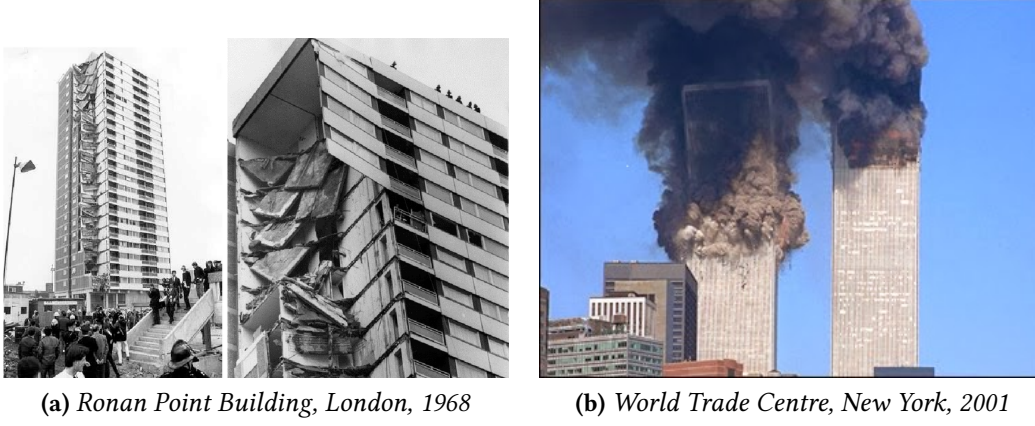 (a) Ronan Point Building, London, 1968
(b) World Trade Centre, New York, 2001